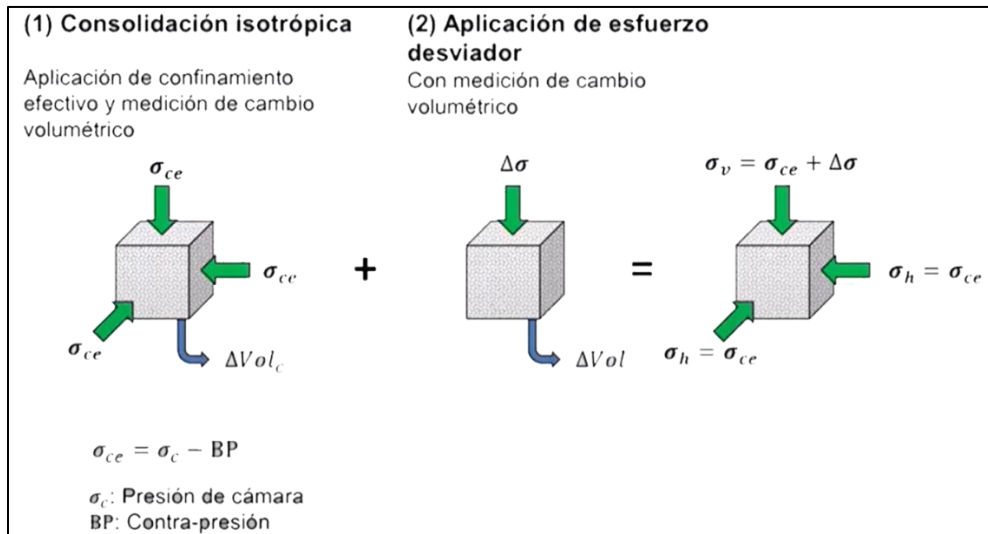 (1) Consolidación isotrópica
Aplicación de confinamiento
efectivo y medición de cambio
volumétrico
(2) Aplicación de esfuerzo
desviador
Con medición de cambio
volumétrico
σce
σce
σce
ΔVolc
+
Δσ
ΔVol
=
σv = σce + Δσ
σh = σce
σh = σce
σce = σc − BP
σc: Presión de cámara
BP: Contra-presión